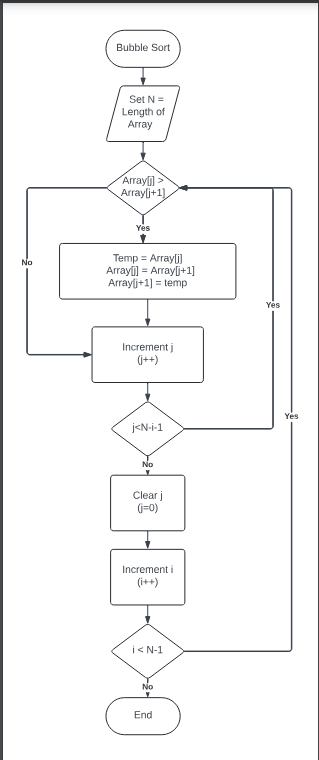 Bubble Sort
Set N =
Length of
Array
Array[j] >
Array[j+1]
Yes
Temp = Array[j]
Array[j] = Array[j+1]
Array[j+1] = temp
No
Increment j
(j++)
Yes
j<N-i-1
Yes
No
Clear j
(j=0)
Increment i
(i++)
i < N-1
No
End